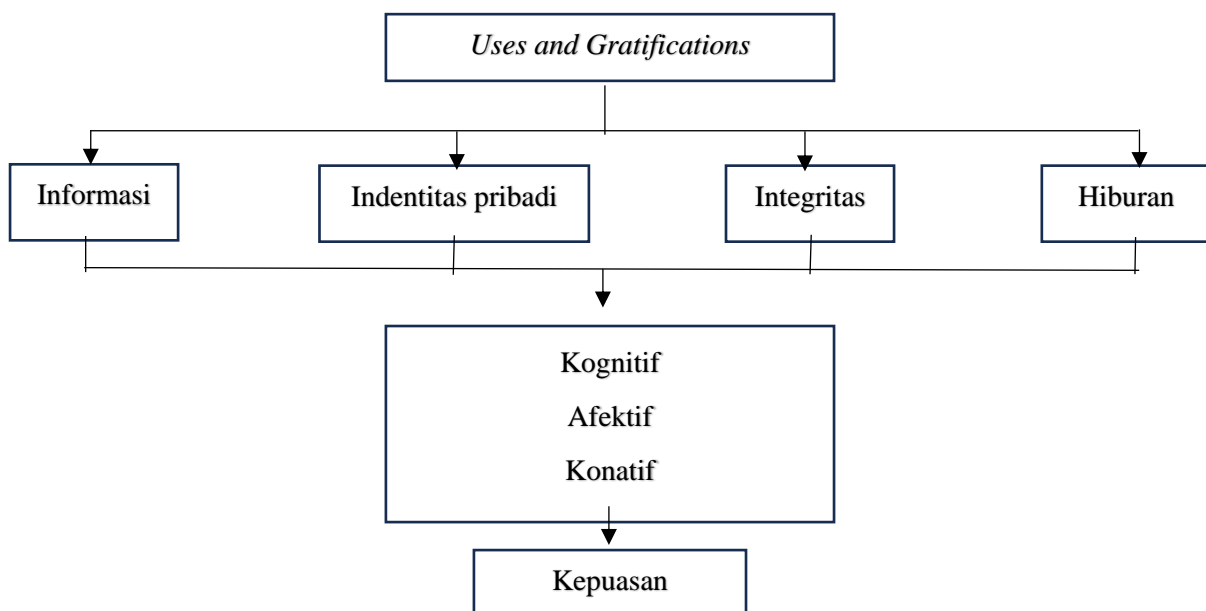 Uses and Gratifications
Informasi
Indentitas pribadi
Integritas
Hiburan
Kognitif
Afektif
Konatif
Kepuasan